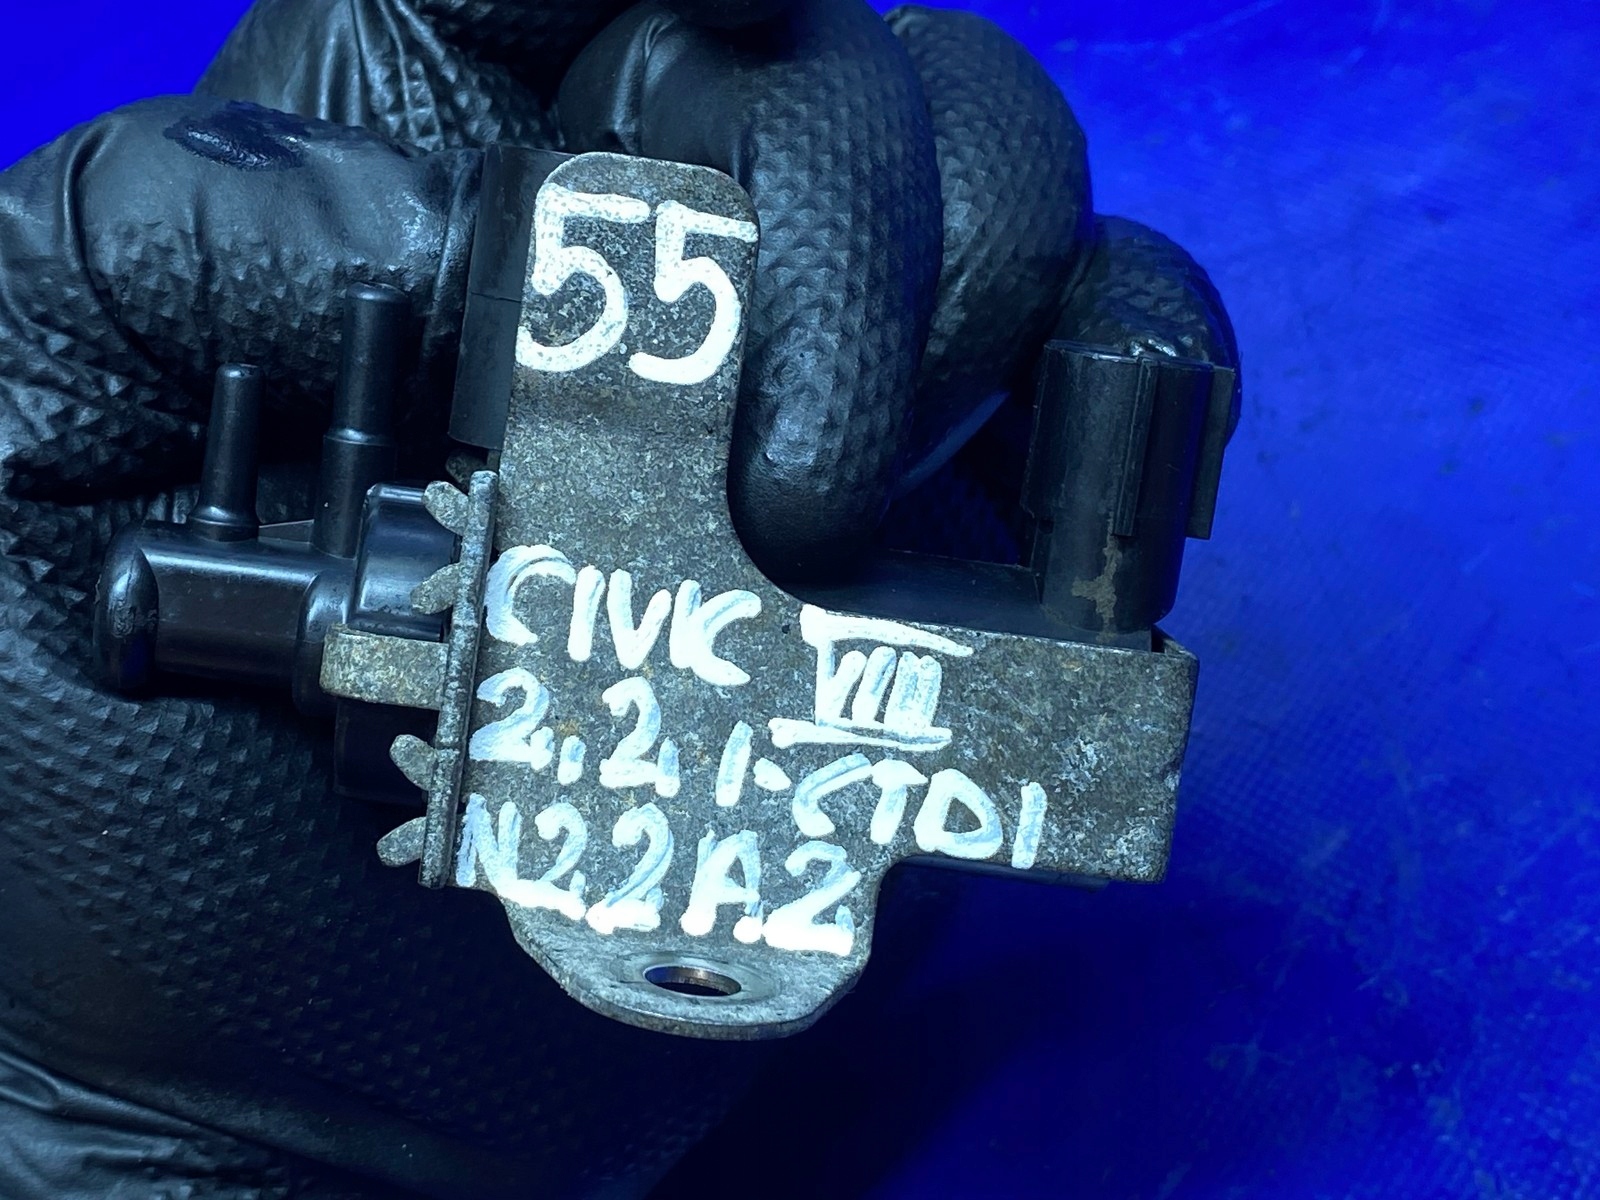 55
CIVIC VIII
2,2, i-CTDI
N22A2